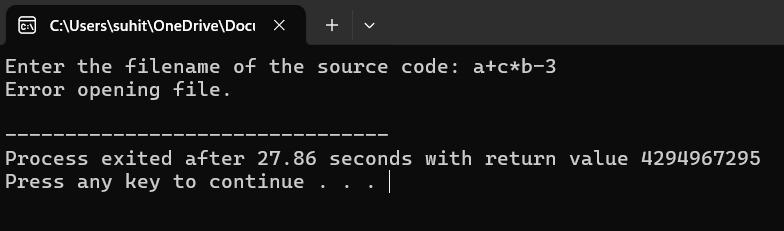 C:\Users\suhit\OneDrive\Docu
Enter the filename of the source code: a+c*b-3
Error opening file.
--------------------------------
Process exited after 27.86 seconds with return value 4294967295
Press any key to continue . . .